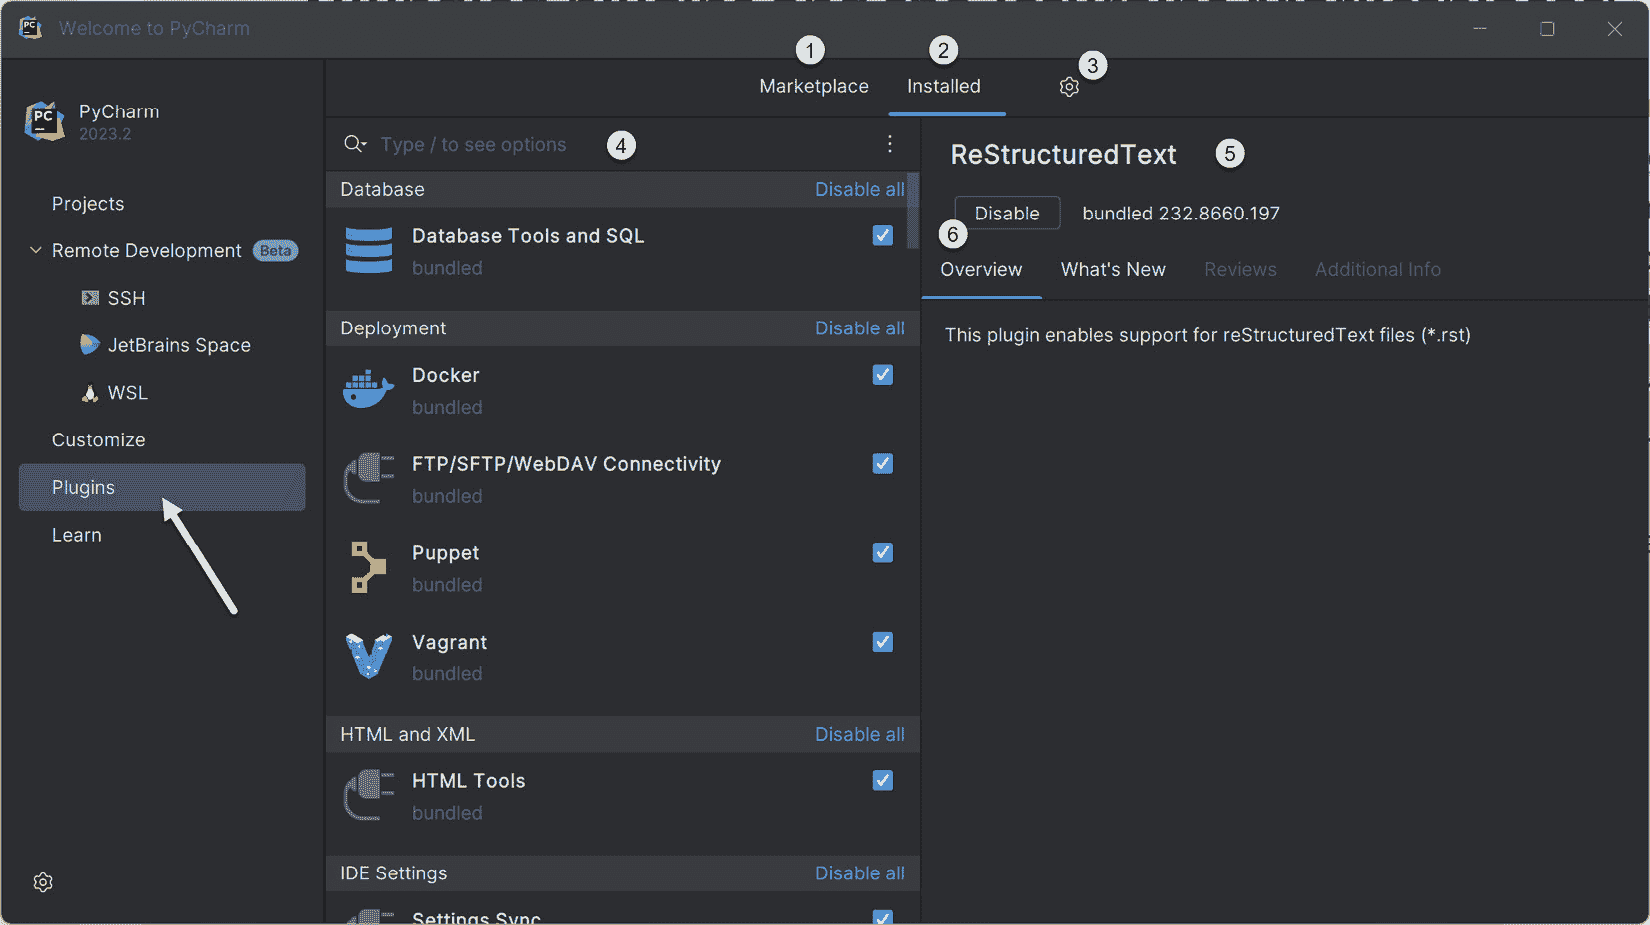 Welcome to PyCharm
PyCharm
2023.2
Projects
Remote Development Beta
SSH
JetBrains Space
WSL
Customize
Plugins
Learn
1 2 3
Marketplace Installed
Type / to see options 4
Database Disable all
Database Tools and SQL
bundled
Deployment Disable all
Docker
bundled
FTP/SFTP/WebDAV Connectivity
bundled
Puppet
bundled
Vagrant
bundled
HTML and XML Disable all
HTML Tools
bundled
IDE Settings Disable all
Settings Sync
ReStructuredText 5
Disable bundled 232.8660.197
6
Overview What's New Reviews Additional Info
This plugin enables support for reStructuredText files (*.rst)